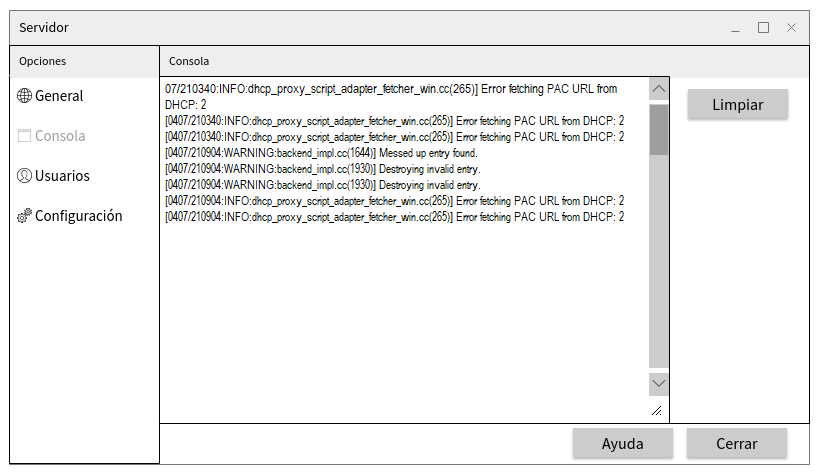 Servidor
Opciones
Consola
General
Consola
Usuarios
Configuración
07/210340:INFO:dhcp_proxy_script_adapter_fetcher_win.cc(265)] Error fetching PAC URL from
DHCP: 2
[0407/210340:INFO:dhcp_proxy_script_adapter_fetcher_win.cc(265)] Error fetching PAC URL from DHCP: 2
[0407/210340:INFO:dhcp_proxy_script_adapter_fetcher_win.cc(265)] Error fetching PAC URL from DHCP: 2
[0407/210904:WARNING:backend_impl.cc(1644)] Messed up entry found.
[0407/210904:WARNING:backend_impl.cc(1930)] Destroying invalid entry.
[0407/210904:WARNING:backend_impl.cc(1930)] Destroying invalid entry.
[0407/210904:INFO:dhcp_proxy_script_adapter_fetcher_win.cc(265)] Error fetching PAC URL from DHCP: 2
[0407/210904:INFO:dhcp_proxy_script_adapter_fetcher_win.cc(265)] Error fetching PAC URL from DHCP: 2
Limpiar
Ayuda
Cerrar